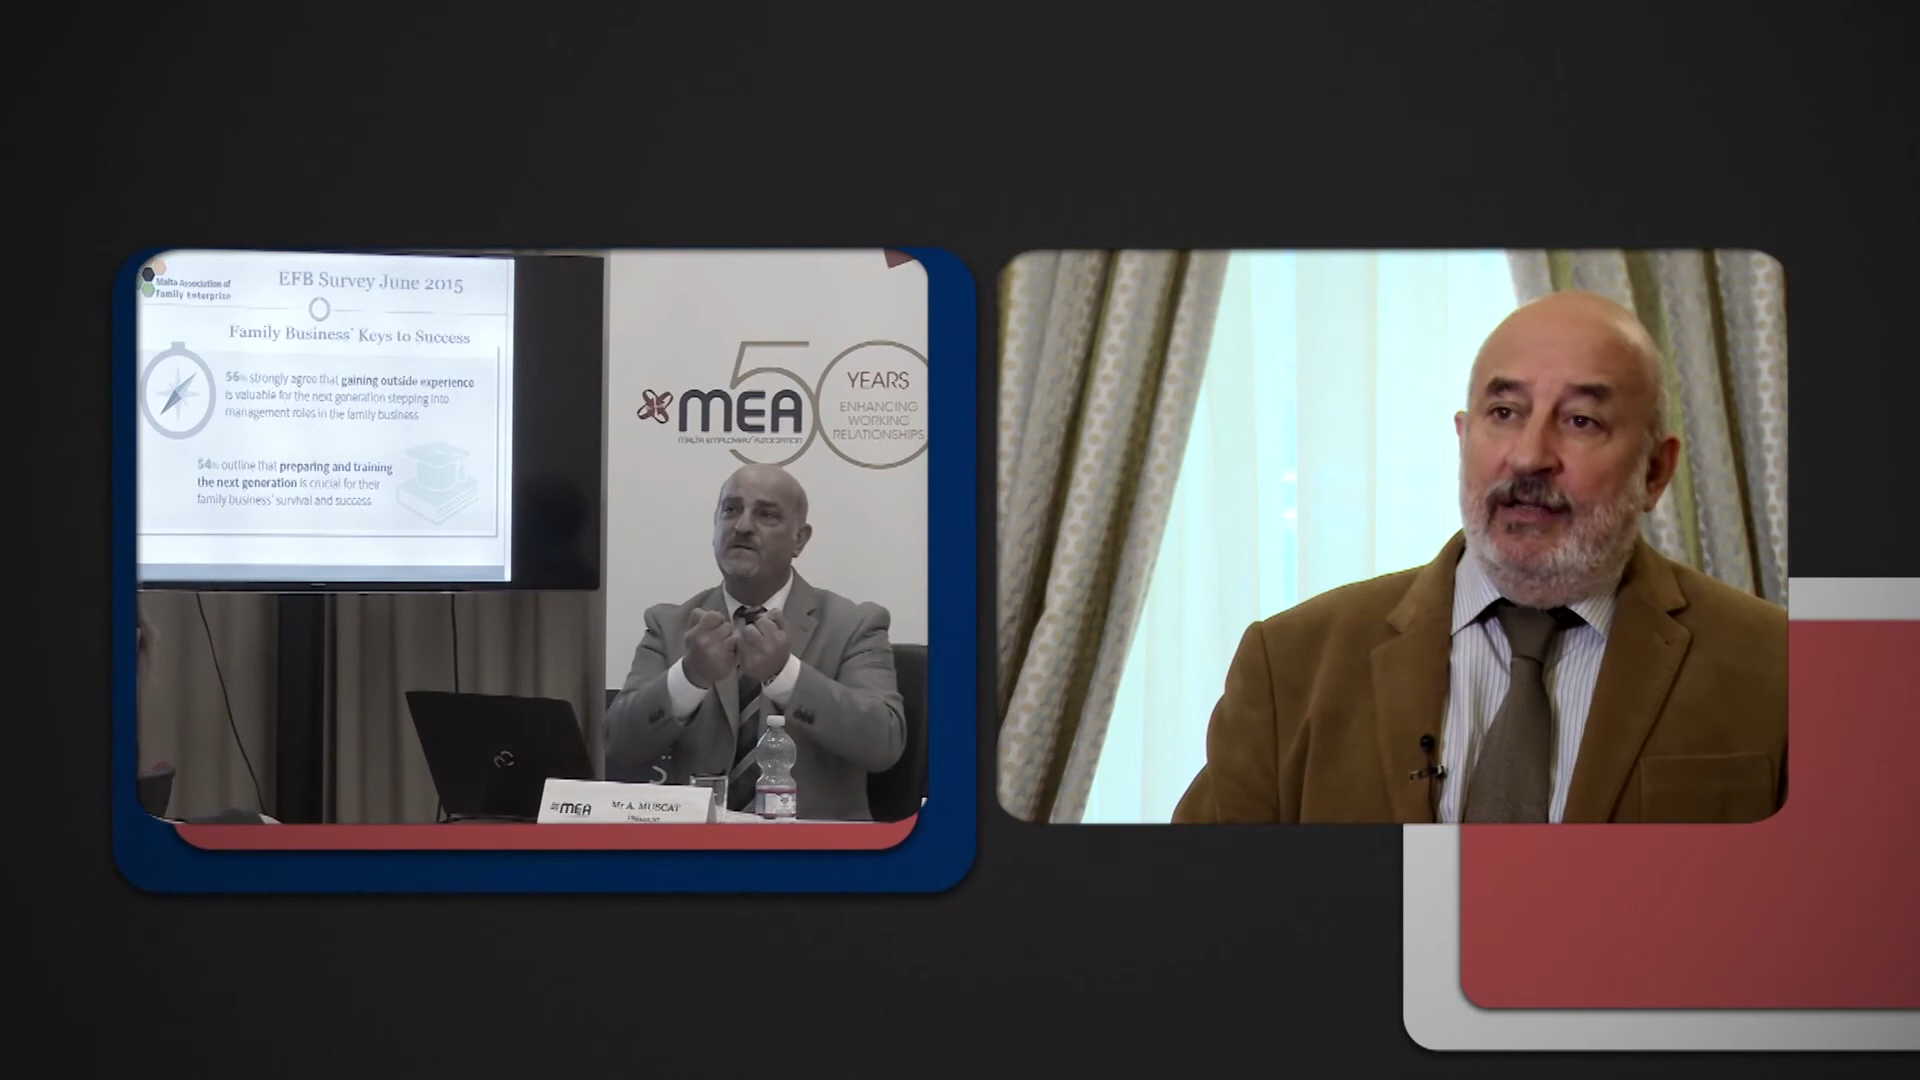 Malta Association of
Family Enterprise
EFB Survey June 2015
Family Business' Keys to Success
56% strongly agree that gaining outside experience
is valuable for the next generation stepping into
management roles in the family business
54% outline that preparing and training
the next generation is crucial for their
family business' survival and success
50
MEA
MALTA EMPLOYERS' ASSOCIATION
YEARS
ENHANCING
WORKING
RELATIONSHIPS
MEA
Mr A. MUSCAT